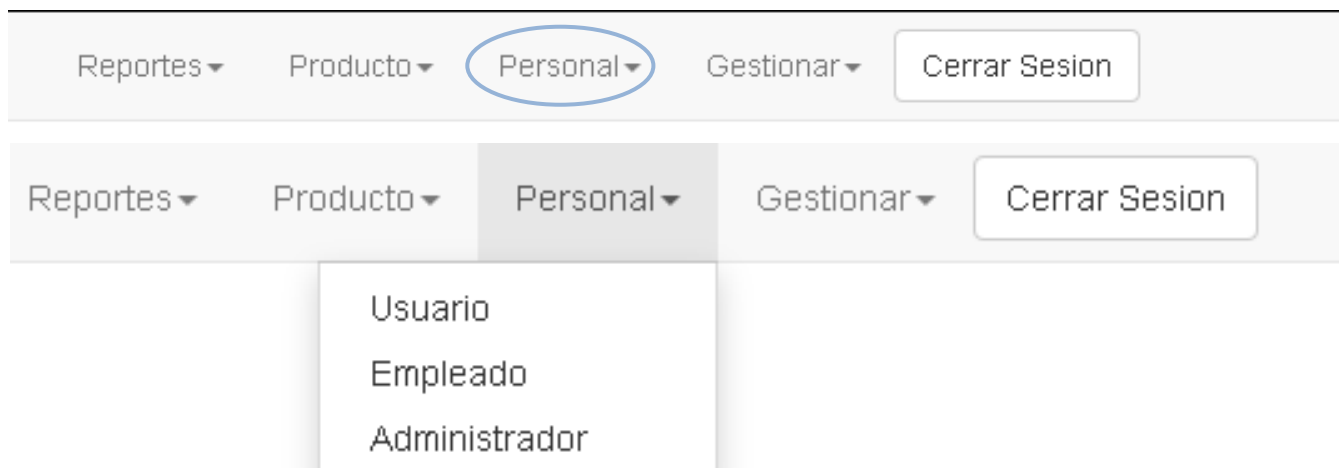 Reportes Producto Personal Gestionar Cerrar Sesion
Reportes Producto Personal Gestionar Cerrar Sesion
Usuario
Empleado
Administrador